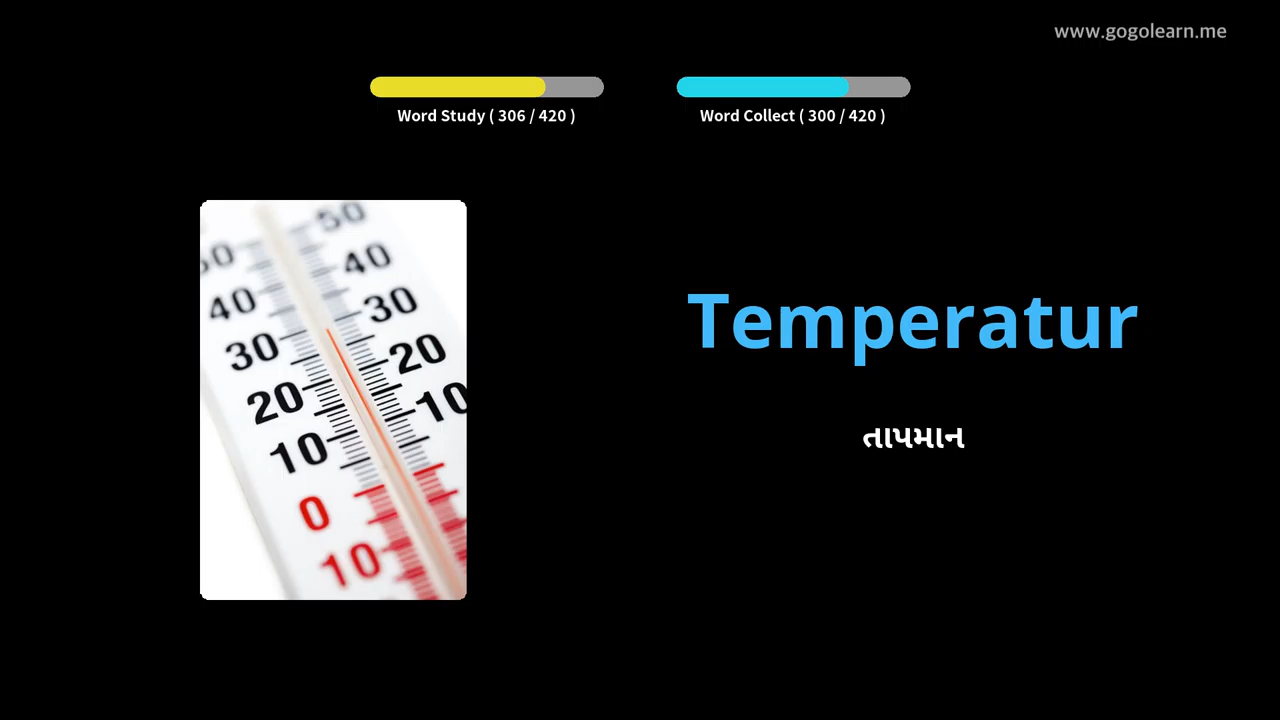 www.gogolearn.me
Word Study ( 306 / 420 )
Word Collect ( 300 / 420 )
50
40
40
30
30
20
20
10
10
0
10
Temperatur
તાપમાન